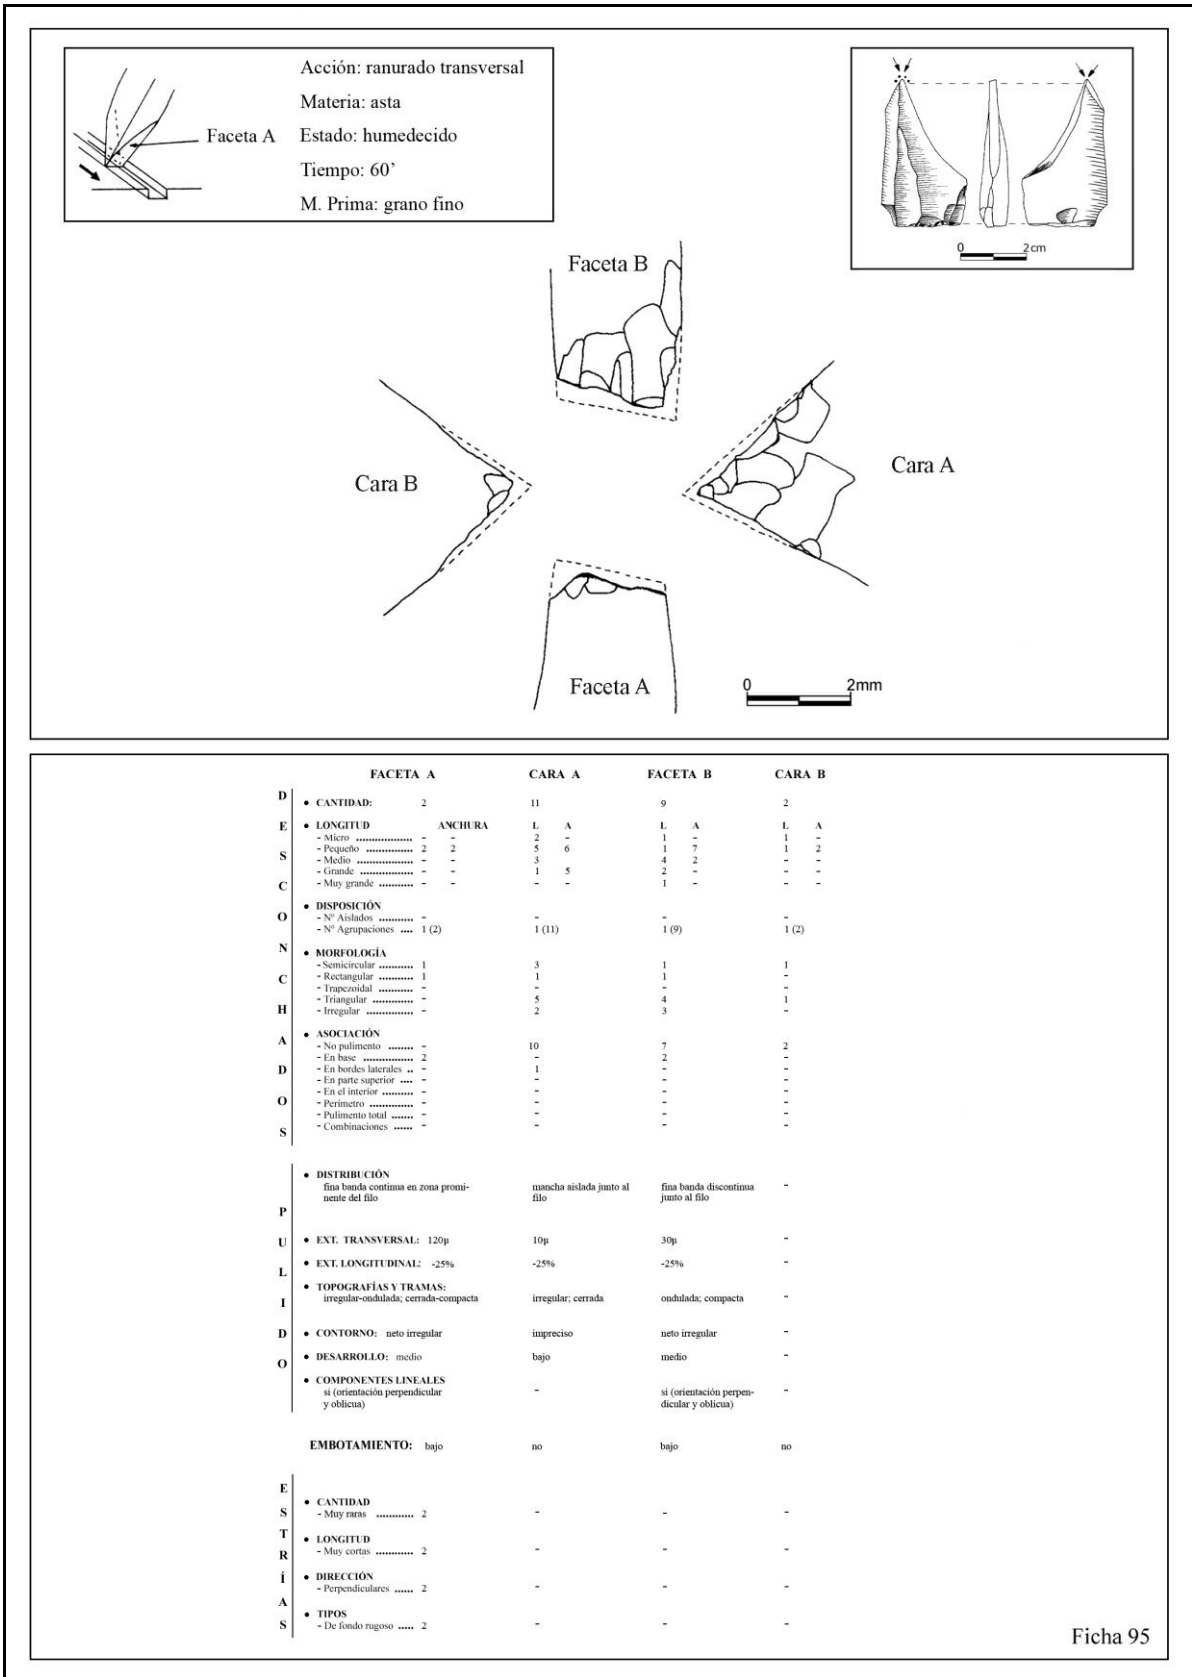 Acción: ranurado transversal
Materia: asta
Faceta A
Estado: humedecido
Tiempo: 60’
M. Prima: grano fino
0 2cm
Faceta B
Cara B
Cara A
Faceta A
0 2mm
FACETA A CARA A FACETA B CARA B
DESCONCHADOS
• CANTIDAD: 2 11 9 2
• LONGITUD ANCHURA L A L A L A
- Micro .................. - - 2 - 1 - 1 -
- Pequeño ............... 2 2 5 6 1 7 1 2
- Medio .................. - - 3 4 2 - -
- Grande ................. - - 1 5 2 - - -
- Muy grande ........... - - - - 1 - - -
• DISPOSICIÓN
- Nº Aislados ........... - - - -
- Nº Agrupaciones .... 1 (2) 1 (11) 1 (9) 1 (2)
• MORFOLOGÍA
- Semicircular ........... 1 3 1 1
- Rectangular ........... 1 1 1 -
- Trapezoidal ........... - - - -
- Triangular ............. - 5 4 1
- Irregular ............... - 2 3 -
• ASOCIACIÓN
- No pulimento ........ - 10 7 2
- En base ................ 2 - 2 -
- En bordes laterales .. - 1 - -
- En parte superior .... - - - -
- En el interior .......... - - - -
- Perímetro .............. - - - -
- Pulimento total ....... - - - -
- Combinaciones ...... - - - -
PULIDO
• DISTRIBUCIÓN
fina banda continua en zona promi- mancha aislada junto al fina banda discontinua -
nente del filo filo junto al filo
• EXT. TRANSVERSAL: 120µ 10µ 30µ -
• EXT. LONGITUDINAL: -25% -25% -25% -
• TOPOGRAFÍAS Y TRAMAS:
irregular-ondulada; cerrada-compacta irregular; cerrada ondulada; compacta -
• CONTORNO: neto irregular impreciso neto irregular -
• DESARROLLO: medio bajo medio -
• COMPONENTES LINEALES
si (orientación perpendicular - si (orientación perpen- -
y oblicua) dicular y oblicua)
EMBOTAMIENTO: bajo no bajo no
ESTRÍAS
• CANTIDAD
- Muy raras ............ 2 - - -
• LONGITUD
- Muy cortas ............ 2 - - -
• DIRECCIÓN
- Perpendiculares ...... 2 - - -
• TIPOS
- De fondo rugoso ..... 2 - - -
Ficha 95